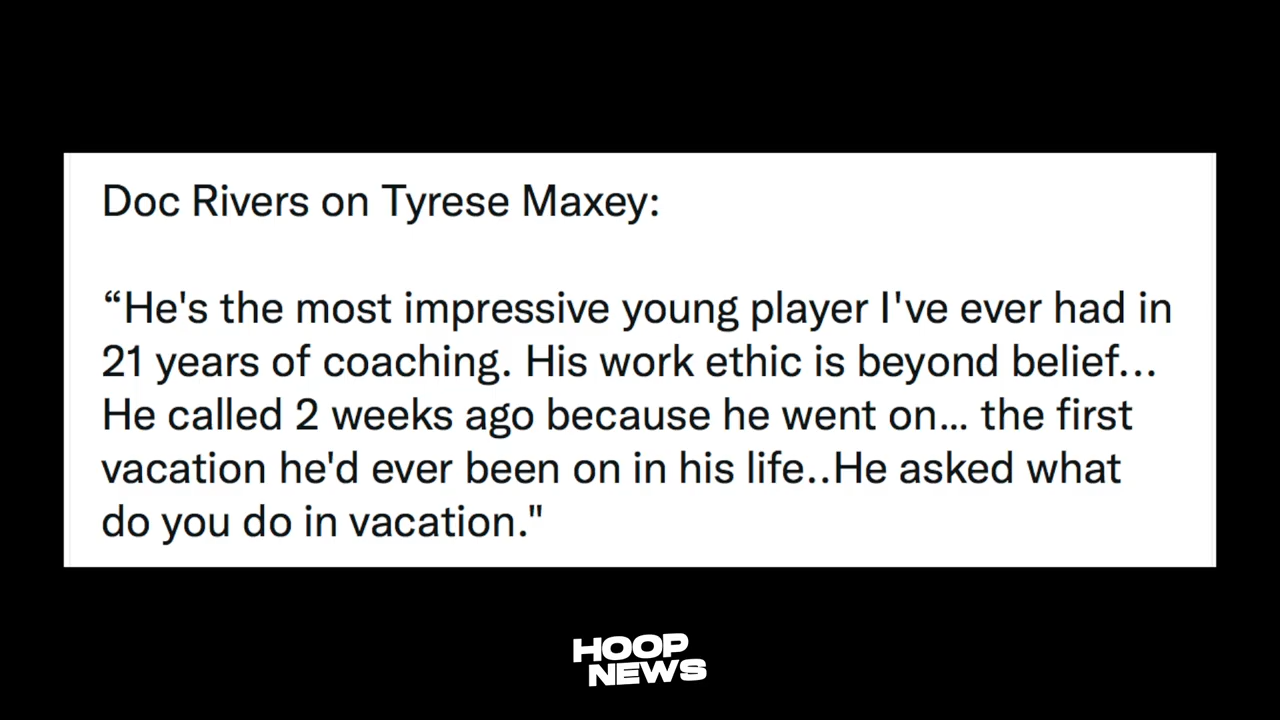 Doc Rivers on Tyrese Maxey:
“He's the most impressive young player I've ever had in
21 years of coaching. His work ethic is beyond belief...
He called 2 weeks ago because he went on... the first
vacation he'd ever been on in his life..He asked what
do you do in vacation."
HOOP
NEWS